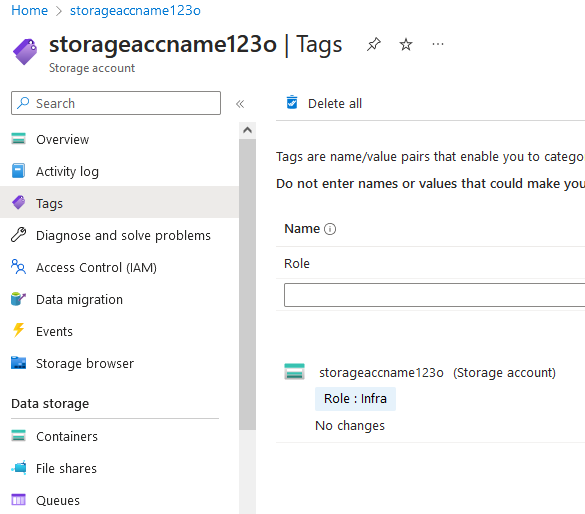 Home > storageaccname123o
storageaccname123o | Tags ...
Storage account
Search «
Overview
Activity log
Tags
Diagnose and solve problems
Access Control (IAM)
Data migration
Events
Storage browser
Data storage
Containers
File shares
Queues
Delete all
Tags are name/value pairs that enable you to catego
Do not enter names or values that could make you
Name
Role
storageaccname123o (Storage account)
Role : Infra
No changes